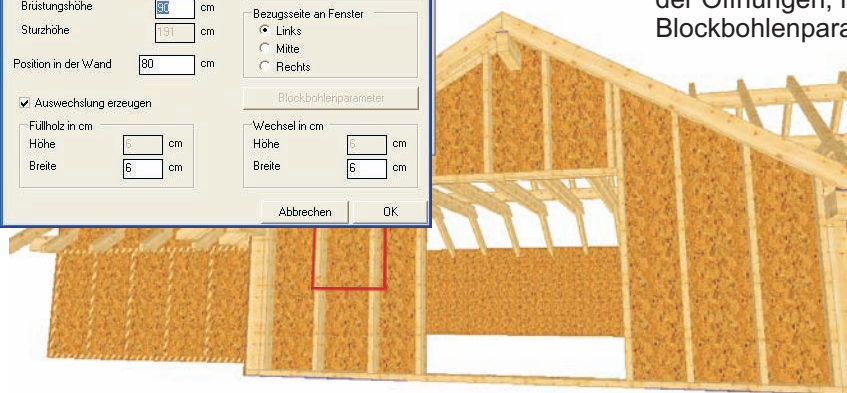 Brüstungshöhe 90 cm
Sturzhöhe 191 cm
Position in der Wand 80 cm
Auswechslung erzeugen
Füllholz in cm
Höhe 6 cm
Breite 6 cm
Bezugsseite an Fenster
Links
Mitte
Rechts
Blockbohlenparameter
Wechsel in cm
Höhe 6 cm
Breite 6 cm
Abbrechen OK
der Öffnungen,
Blockbohlenpara